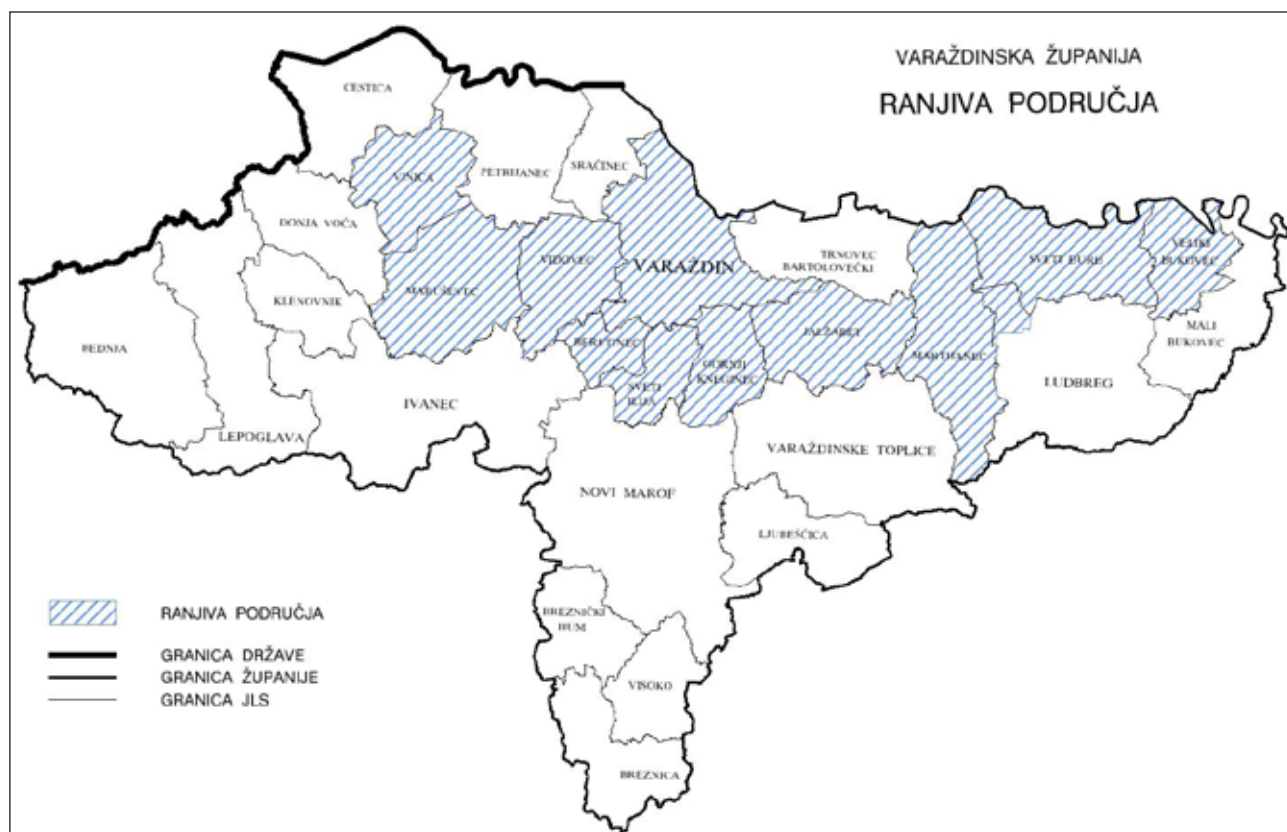 VARAŽDINSKA ŽUPANIJA
RANJIVA PODRUČJA
CESTICA
VINICA
PETRIJANEC
SRAČINEC
DONJA VOĆA
KLENOVNIK
MARUŠEVEC
VIDOVEC
VARAŽDIN
TRNOVEC
BARTOLOVEČKI
SVETI ĐURĐ
VELIKI
BUKOVEC
MALI
BUKOVEC
BEDNJA
BERETINEC
SVETI
ILIJA
GORNJI
KNEGINEC
JALŽABET
MARTIJANEC
LUDBREG
IVANEC
LEPOGLAVA
VARAŽDINSKE TOPLICE
NOVI MAROF
LJUBEŠĆICA
BREZNIČKI
HUM
VISOKO
BREZNICA
RANJIVA PODRUČJA
GRANICA DRŽAVE
GRANICA ŽUPANIJE
GRANICA JLS